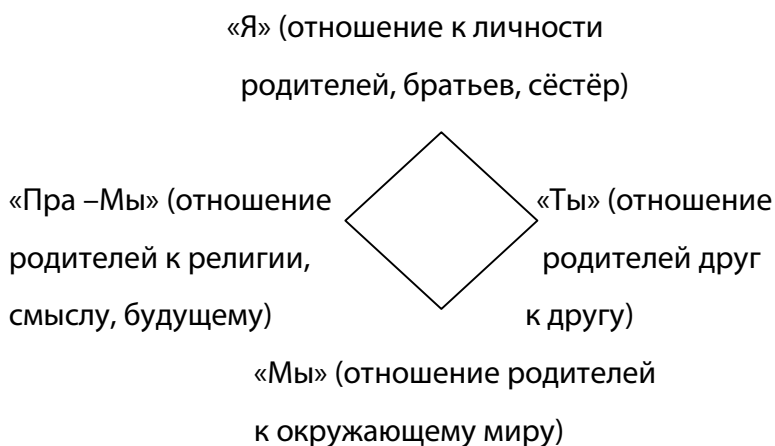 «Я» (отношение к личности
родителей, братьев, сёстёр)
«Пра –Мы» (отношение
родителей к религии,
смыслу, будущему)
«Ты» (отношение
родителей друг
к другу)
«Мы» (отношение родителей
к окружающему миру)